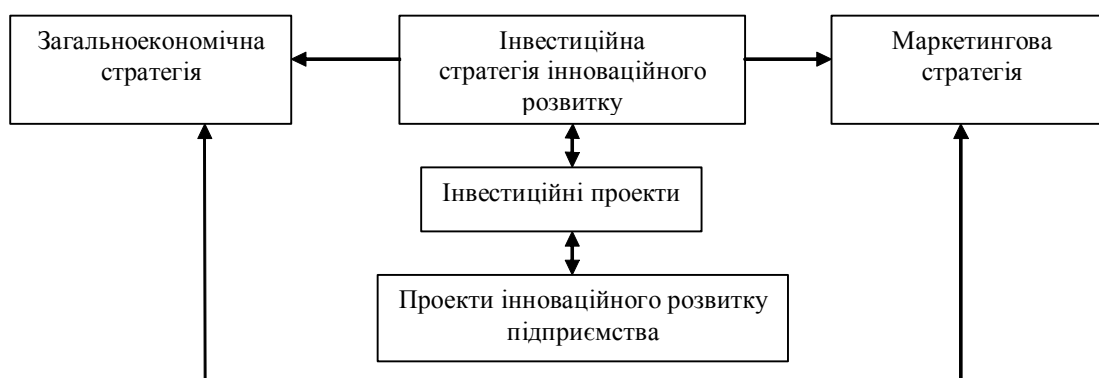 Загальноекономічна
стратегія
Інвестиційна
стратегія інноваційного
розвитку
Маркетингова
стратегія
Інвестиційні проекти
Проекти інноваційного розвитку
підприємства